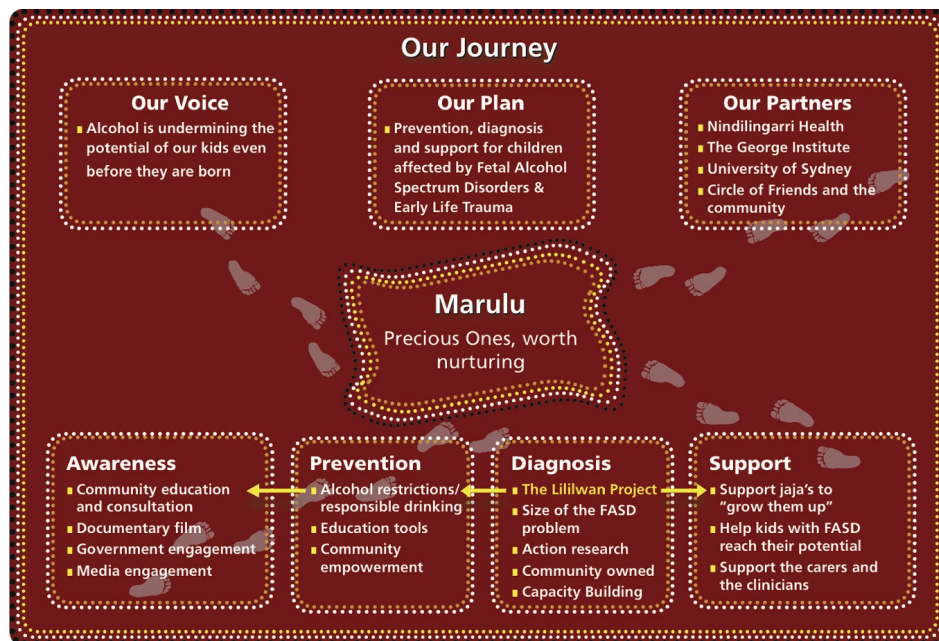 Our Journey
Our Voice
Alcohol is undermining the
potential of our kids even
before they are born
Our Plan
Prevention, diagnosis
and support for children
affected by Fetal Alcohol
Spectrum Disorders &
Early Life Trauma
Our Partners
Nindilingarri Health
The George Institute
University of Sydney
Circle of Friends and the
community
Marulu
Precious Ones, worth
nurturing
Awareness
Community education
and consultation
Documentary film
Government engagement
Media engagement
Prevention
Alcohol restrictions/
responsible drinking
Education tools
Community
empowerment
Diagnosis
The Lililwan Project
Size of the FASD
problem
Action research
Community owned
Capacity Building
Support
Support jaja's to
“grow them up”
Help kids with FASD
reach their potential
Support the carers and
the clinicians